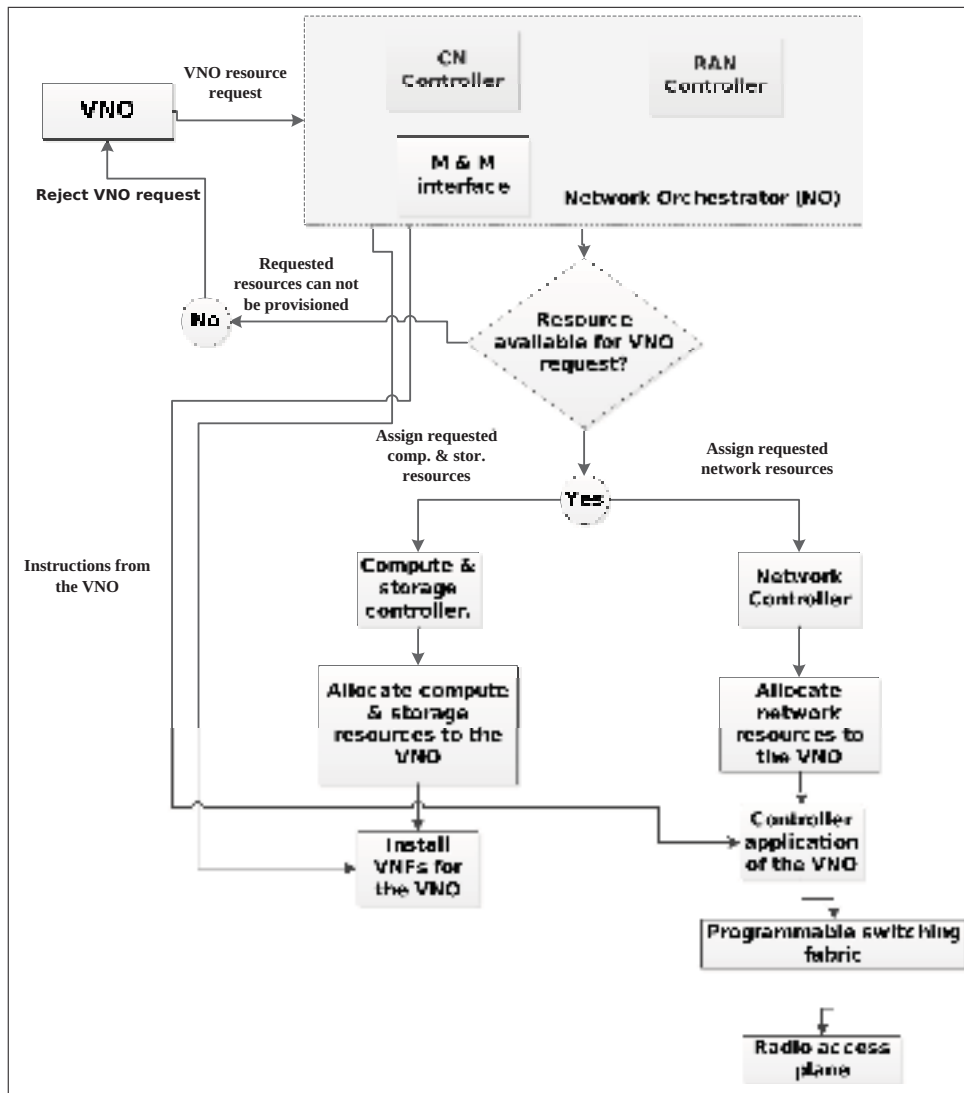 CN
Controller
RAN
Controller
VNO resource
request
VNO
M & M
interface
Reject VNO request
Network Orchestrator (NO)
Requested
resources can not
be provisioned
No
Resource
available for VNO
request?
Assign requested
comp. & stor.
resources
Assign requested
network resources
Yes
Instructions from
the VNO
Compute &
storage
controller.
Network
Controller
Allocate compute
& storage
resources to the
VNO
Allocate
network
resources to
the VNO
Controller
application
of the VNO
Install
VNFs for
the VNO
Programmable switching
fabric
Radio access
plane